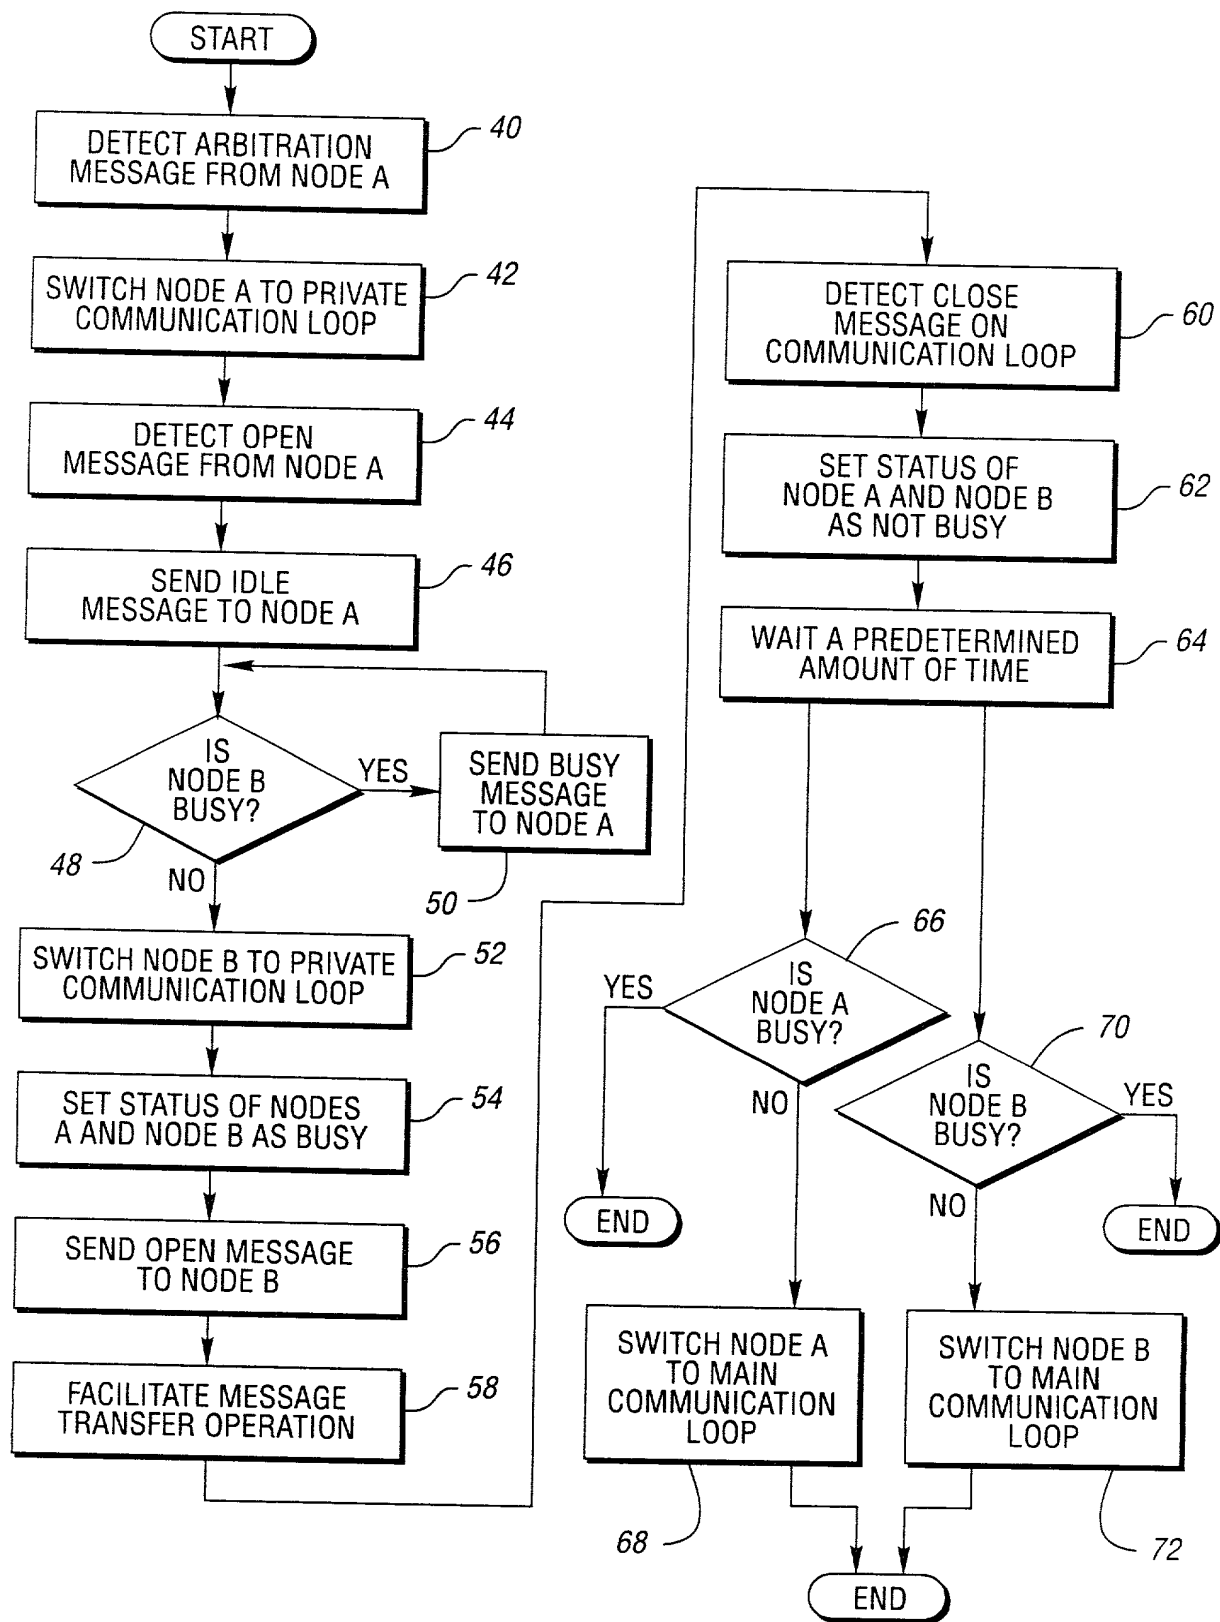 START
DETECT ARBITRATION
MESSAGE FROM NODE A
40
SWITCH NODE A TO PRIVATE
COMMUNICATION LOOP
42
DETECT OPEN
MESSAGE FROM NODE A
44
SEND IDLE
MESSAGE TO NODE A
46
IS
NODE B
BUSY?
48
YES
NO
SEND BUSY
MESSAGE
TO NODE A
50
SWITCH NODE B TO PRIVATE
COMMUNICATION LOOP
52
SET STATUS OF NODES
A AND NODE B AS BUSY
54
SEND OPEN MESSAGE
TO NODE B
56
FACILITATE MESSAGE
TRANSFER OPERATION
58
DETECT CLOSE
MESSAGE ON
COMMUNICATION LOOP
60
SET STATUS OF
NODE A AND NODE B
AS NOT BUSY
62
WAIT A PREDETERMINED
AMOUNT OF TIME
64
IS
NODE A
BUSY?
66
YES
NO
END
IS
NODE B
BUSY?
70
YES
NO
END
SWITCH NODE A
TO MAIN
COMMUNICATION
LOOP
68
SWITCH NODE B
TO MAIN
COMMUNICATION
LOOP
72
END